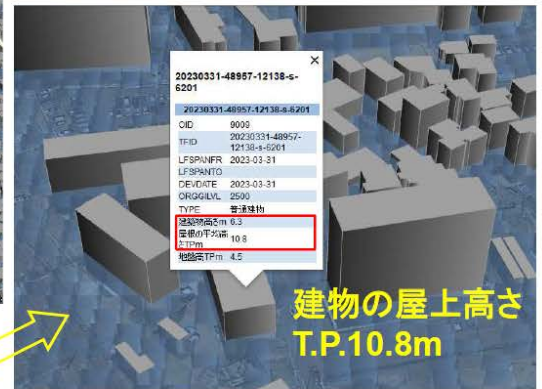 20230331-48957-12138-s-
6201
20230331-48957-12138-s-6201
OID 9009
TFID 20230331-48957-
12138-s-6201
LFSPANFR 2023-03-31
LFSPANTO
DEVDATE 2023-03-31
ORGGILVL 2500
TYPE 普通建物
建築物高さm 6.3
屋根の平均高
さTPm 10.8
地盤高TPm 4.5
建物の屋上高さ
T.P.10.8m